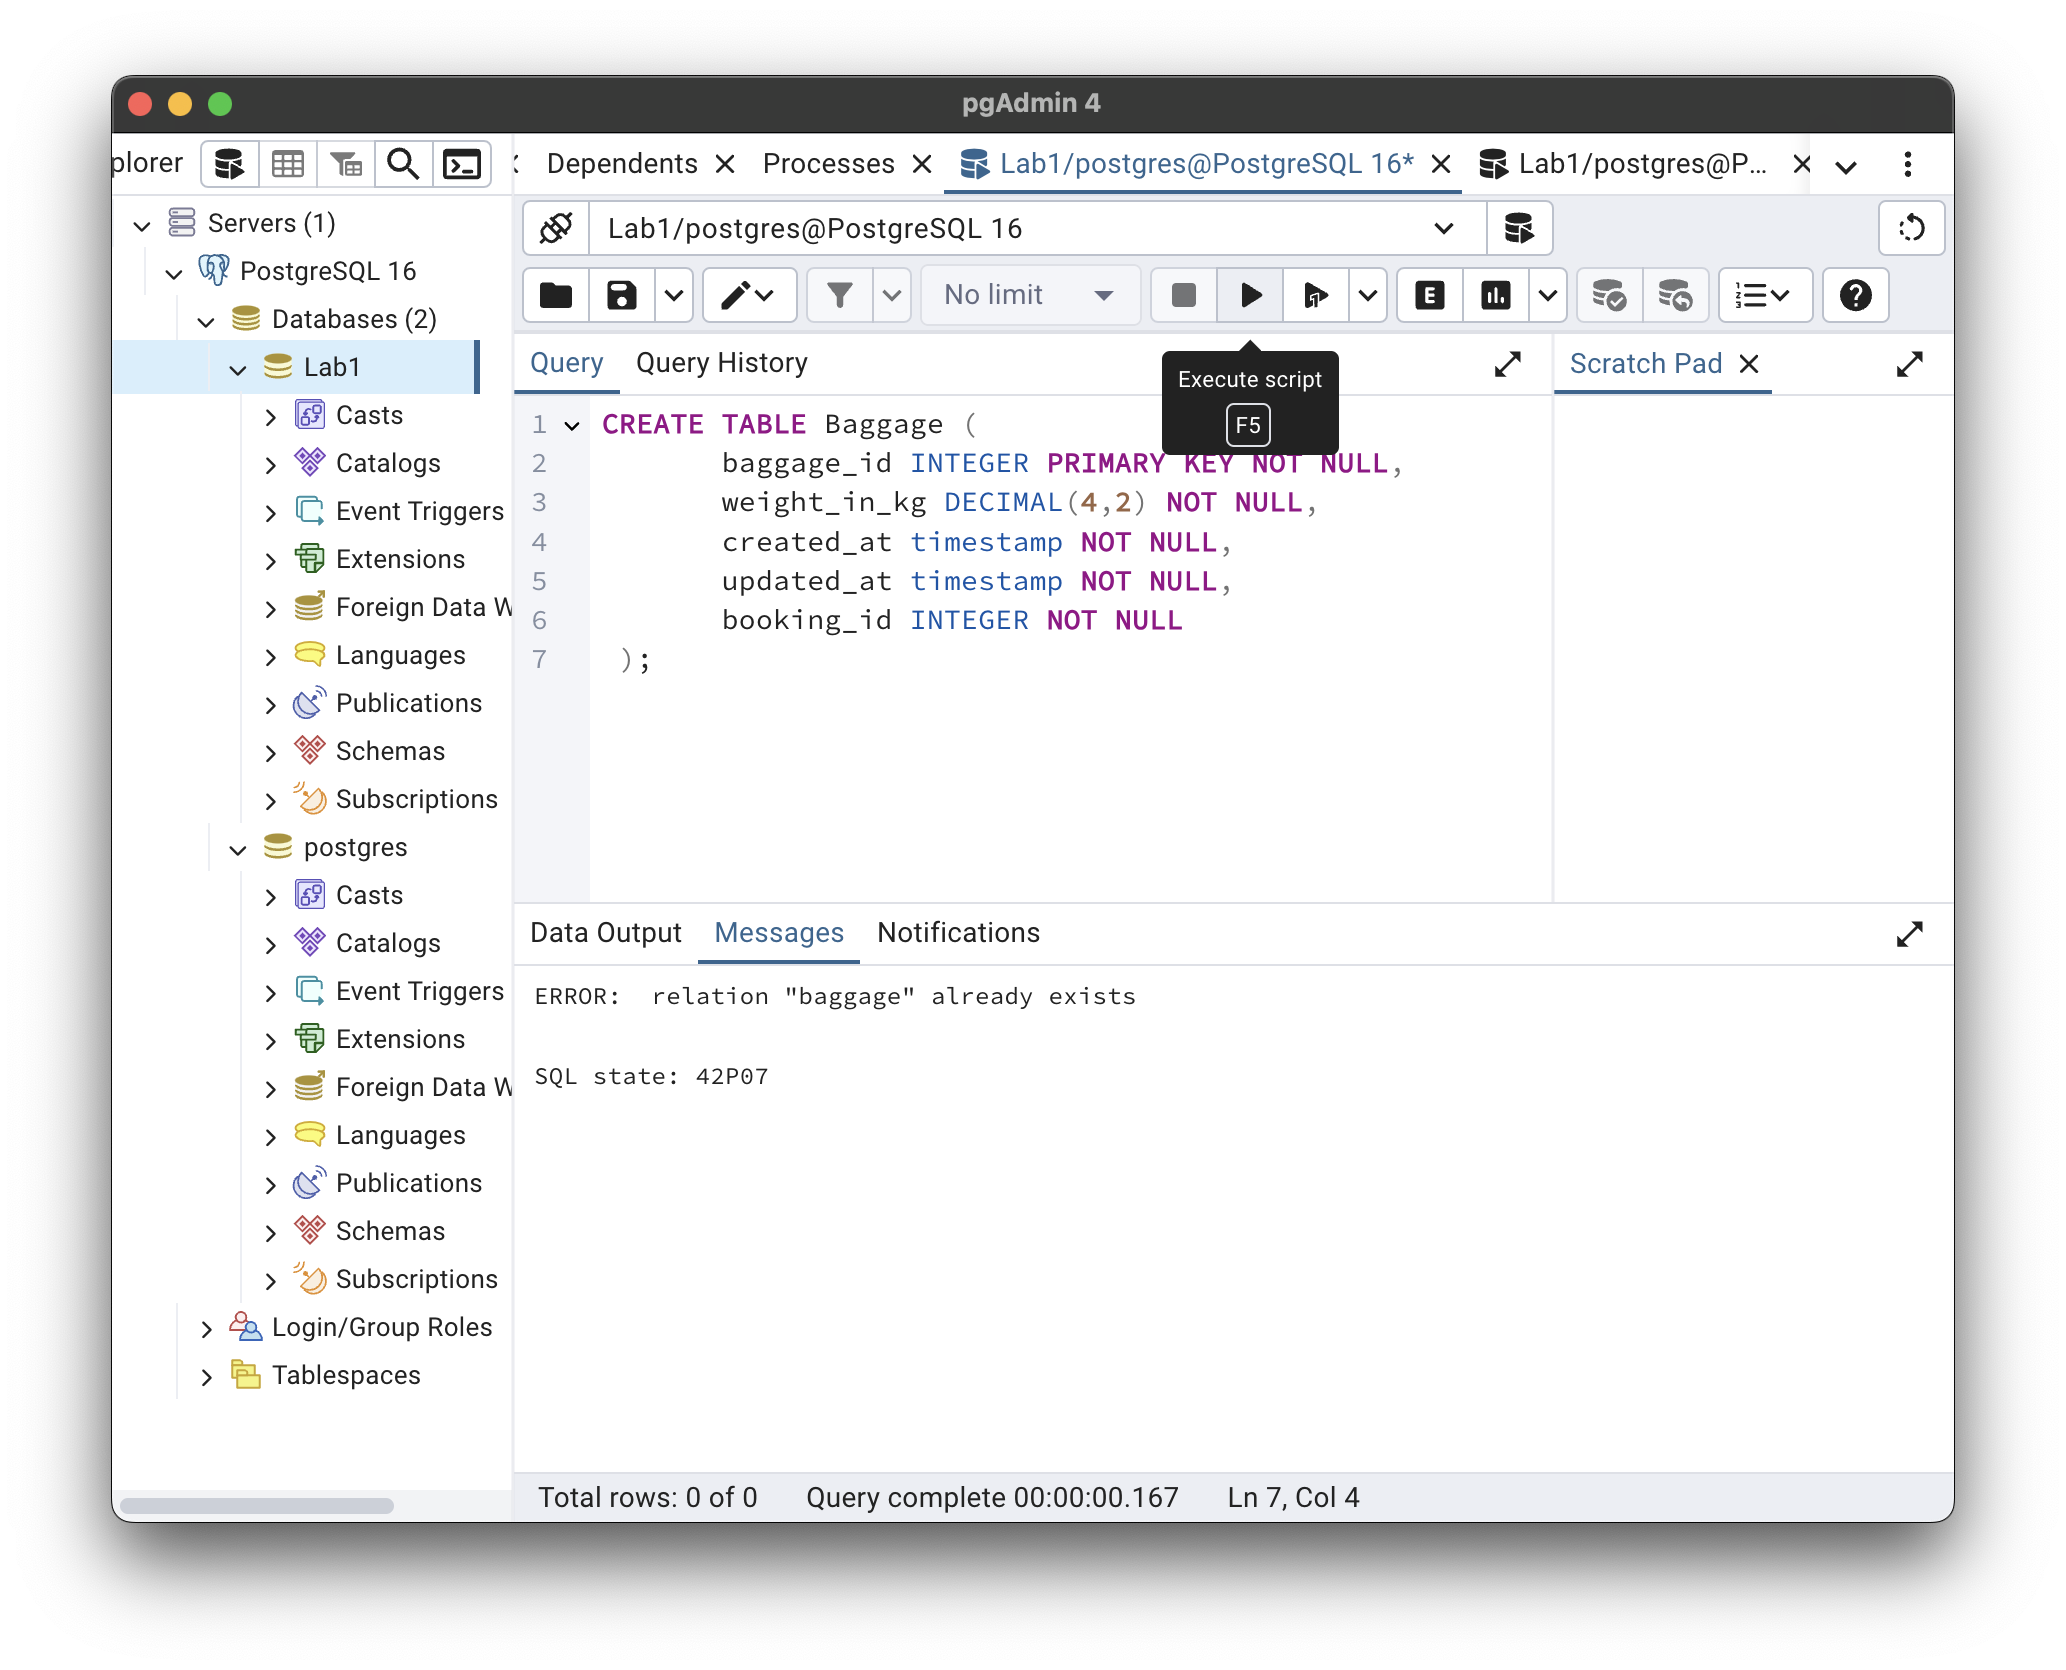 pgAdmin 4
plorer
Dependents
Processes
Lab1/postgres@PostgreSQL 16*
Lab1/postgres@P...
Lab1/postgres@PostgreSQL 16
No limit
E
1
Servers (1)
PostgreSQL 16
Databases (2)
Lab1
Casts
Catalogs
Event Triggers
Extensions
Foreign Data W
Languages
Publications
Schemas
Subscriptions
postgres
Casts
Catalogs
Event Triggers
Extensions
Foreign Data W
Languages
Publications
Schemas
Subscriptions
Login/Group Roles
Tablespaces
Query
Query History
Scratch Pad
Execute script
F5
1 CREATE TABLE Baggage (
2 baggage_id INTEGER PRIMARY KEY NOT NULL,
3 weight_in_kg DECIMAL(4,2) NOT NULL,
4 created_at timestamp NOT NULL,
5 updated_at timestamp NOT NULL,
6 booking_id INTEGER NOT NULL
7 );
Data Output
Messages
Notifications
ERROR:  relation "baggage" already exists
SQL state: 42P07
Total rows: 0 of 0
Query complete 00:00:00.167
Ln 7, Col 4